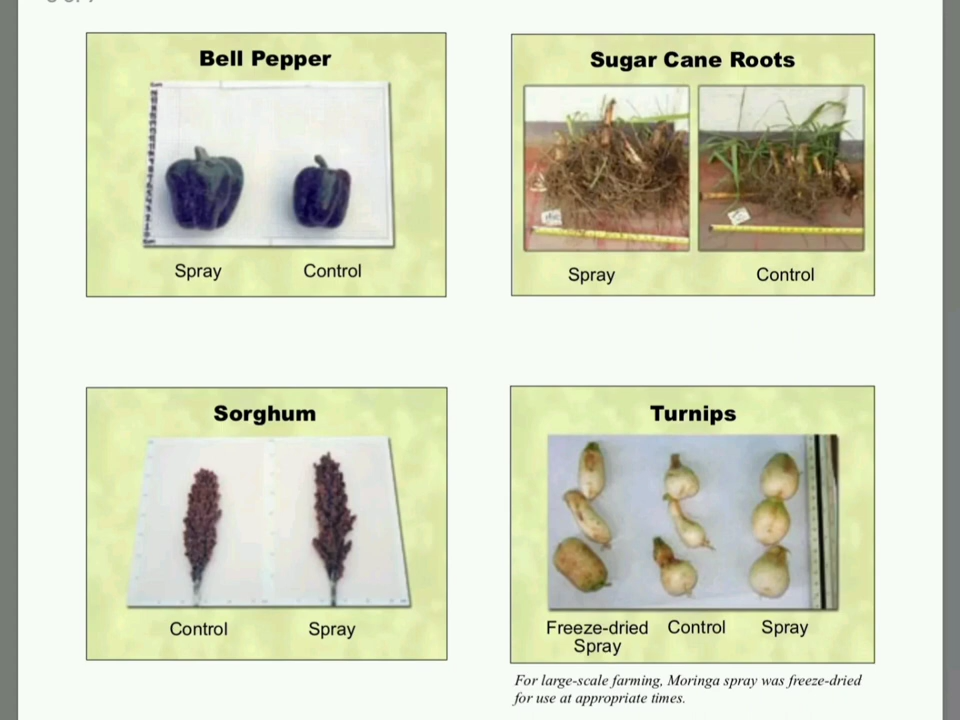 Bell Pepper
Spray Control
Sugar Cane Roots
Spray Control
Sorghum
Control Spray
Turnips
Freeze-dried Control Spray
Spray
For large-scale farming, Moringa spray was freeze-dried
for use at appropriate times.